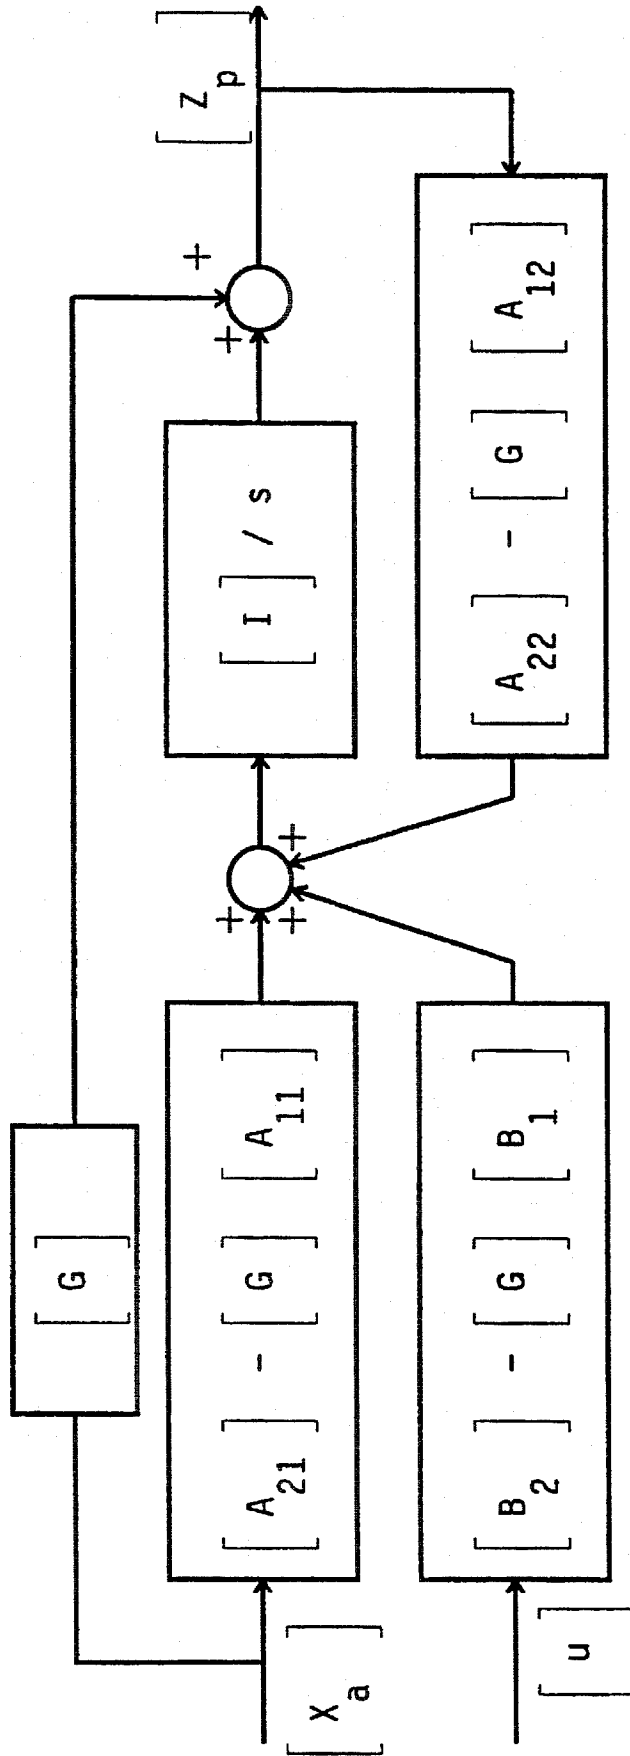 [ G ]
[ Z p ]
+
+
[ X a ]
[ A 21 ] - [ G ] [ A 11 ]
+
[ I ] / s
+
+
[ u ]
[ B 2 ] - [ G ] [ B 1 ]
[ A 22 ] - [ G ] [ A 12 ]